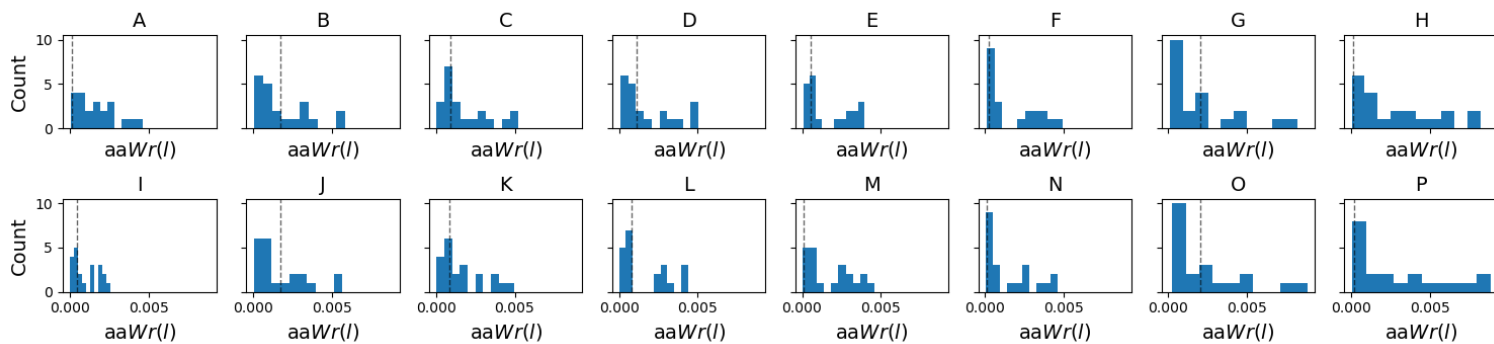 A B C D E F G H
10
5
0
Count
aaWr(l) aaWr(l) aaWr(l) aaWr(l) aaWr(l) aaWr(l) aaWr(l) aaWr(l)
I J K L M N O P
10
5
0
Count
0.000 0.005 0.000 0.005 0.000 0.005 0.000 0.005 0.000 0.005 0.000 0.005 0.000 0.005 0.000 0.005
aaWr(l) aaWr(l) aaWr(l) aaWr(l) aaWr(l) aaWr(l) aaWr(l) aaWr(l)